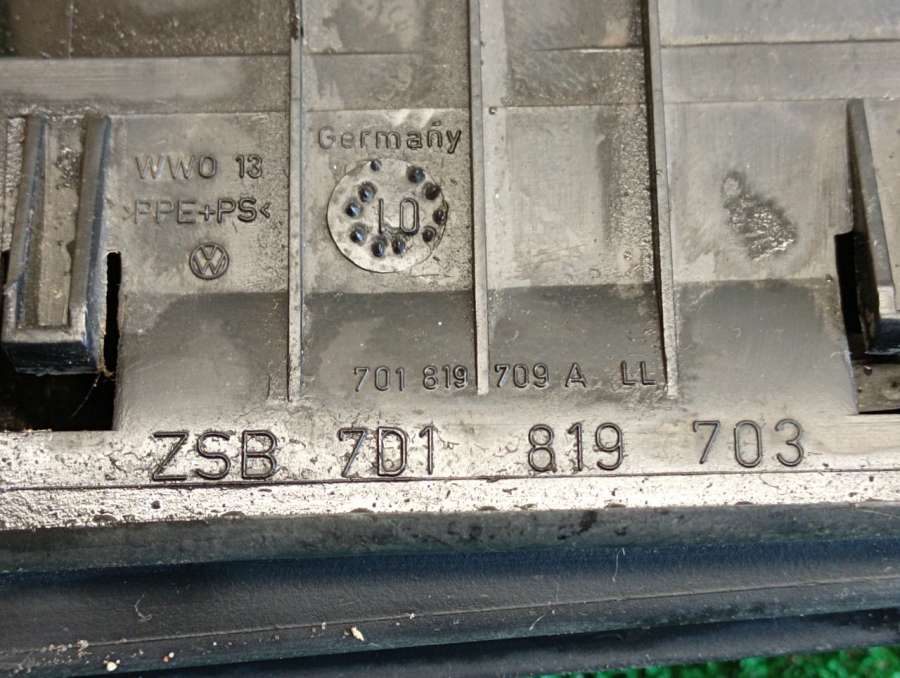 Germany
WWO 13
>PPE+PS<
10
701 819 709 A LL
ZSB 7D1 819 703